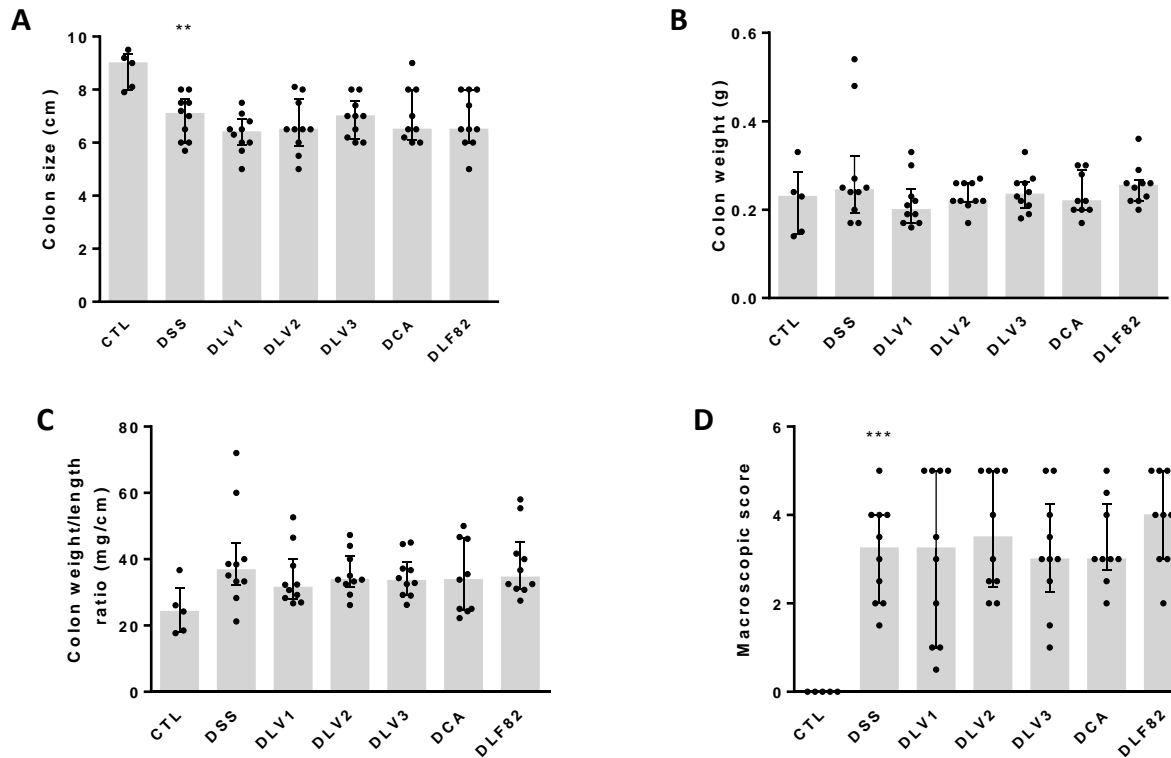 A
**
Colon size (cm)
10
8
6
4
2
0
CTL
DSS
DLV1
DLV2
DLV3
DCA
DLF82
B
Colon weight (g)
0.6
0.4
0.2
0.0
CTL
DSS
DLV1
DLV2
DLV3
DCA
DLF82
C
Colon weight/length
ratio (mg/cm)
80
60
40
20
0
CTL
DSS
DLV1
DLV2
DLV3
DCA
DLF82
D
***
Macroscopic score
6
4
2
0
CTL
DSS
DLV1
DLV2
DLV3
DCA
DLF82